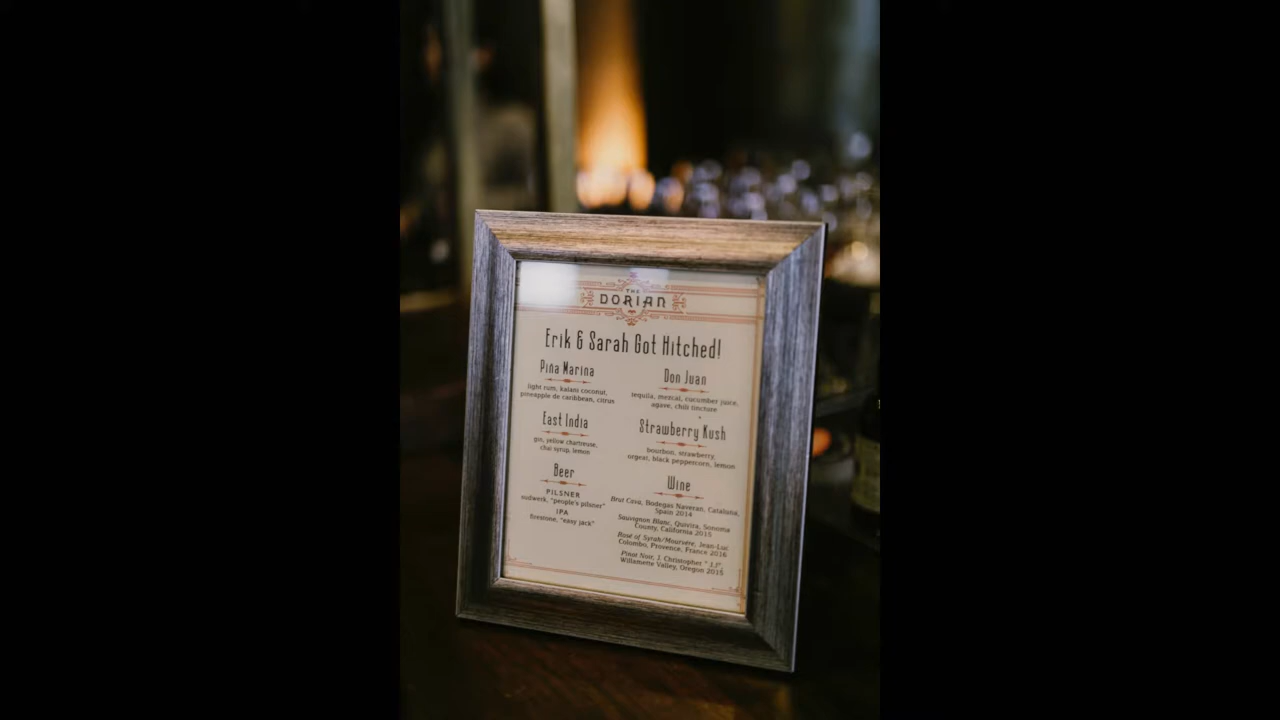 THE
DORIAN
Erik & Sarah Got Hitched!
Pina Marina
light rum, kalani coconut,
pineapple de caribbean, citrus
East India
gin, yellow chartreuse,
chai syrup, lemon
Beer
PILSNER
sudwerk, "people's pilsner"
IPA
firestone, "easy jack"
Don Juan
tequila, mezcal, cucumber juice,
agave, chili tincture
Strawberry Kush
bourbon, strawberry,
orgeat, black peppercorn, lemon
Wine
Brut Cava, Bodegas Naveran, Cataluna,
Spain 2014
Sauvignon Blanc, Quivira, Sonoma
County, California 2015
Rosé of Syrah/Mourvére, Jean-Luc
Colombo, Provence, France 2016
Pinot Noir, J. Christopher "JJ",
Willamette Valley, Oregon 2015